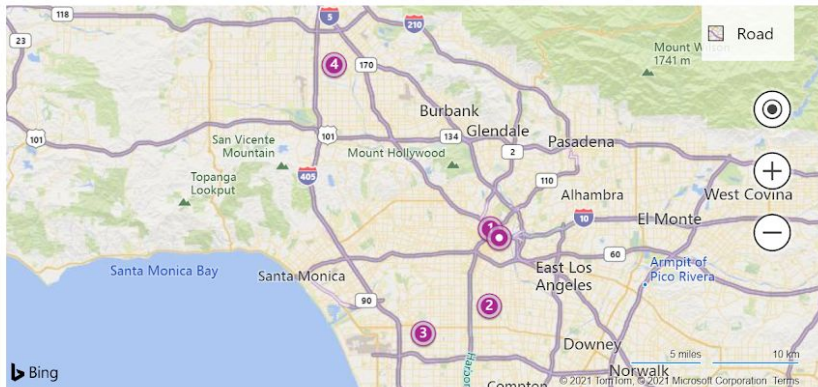 118
5
210
23
4
170
Mount Wilson
1741 m
Road
Burbank
Glendale
101
San Vicente
Mountain
101
Mount Hollywood
134
2
Pasadena
405
Topanga
Lookput
110
Alhambra
West Covina
1
10
El Monte
Santa Monica Bay
Santa Monica
East Los
Angeles
60
Armpit of
Pico Rivera
90
2
3
Downey
Bing
Compton
Norwalk
5 miles
10 km
© 2021 TomTom, © 2021 Microsoft Corporation Terms